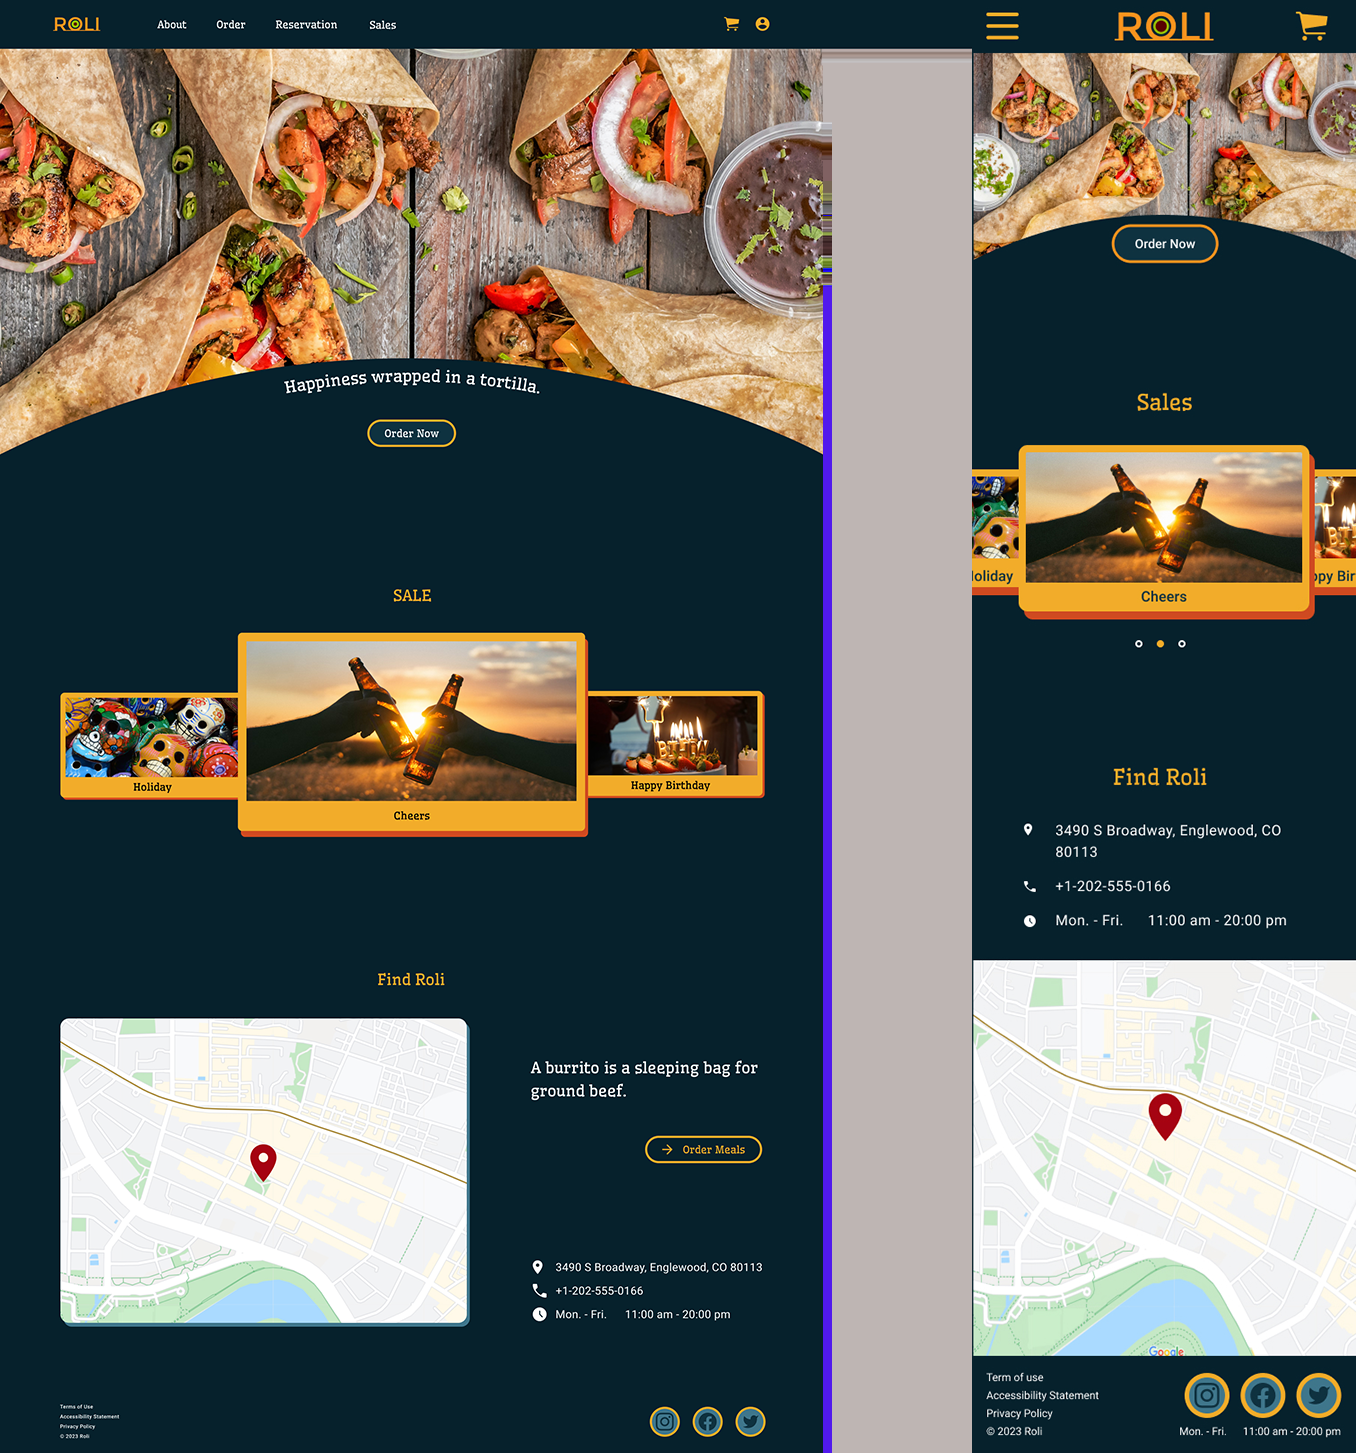 ROLI
About
Order
Reservation
Sales
Happiness wrapped in a tortilla.
Order Now
SALE
Holiday
Cheers
Happy Birthday
Find Roli
A burrito is a sleeping bag for
ground beef.
Order Meals
3490 S Broadway, Englewood, CO 80113
+1-202-555-0166
Mon. - Fri. 11:00 am - 20:00 pm
Terms of Use
Accessibility Statement
Privacy Policy
© 2023 Roli
ROLI
Order Now
Sales
oliday
Cheers
ppy Bir
Find Roli
3490 S Broadway, Englewood, CO
80113
+1-202-555-0166
Mon. - Fri. 11:00 am - 20:00 pm
Google
Term of use
Accessibility Statement
Privacy Policy
© 2023 Roli
Mon. - Fri. 11:00 am - 20:00 pm